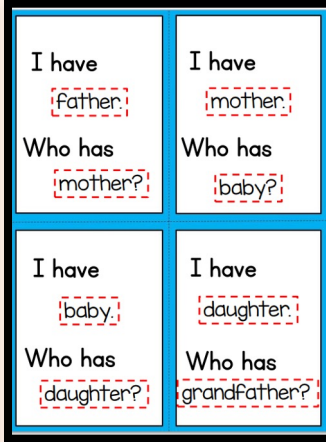 I have
father.
Who has
mother?
I have
mother.
Who has
baby?
I have
baby.
Who has
daughter?
I have
daughter.
Who has
grandfather?